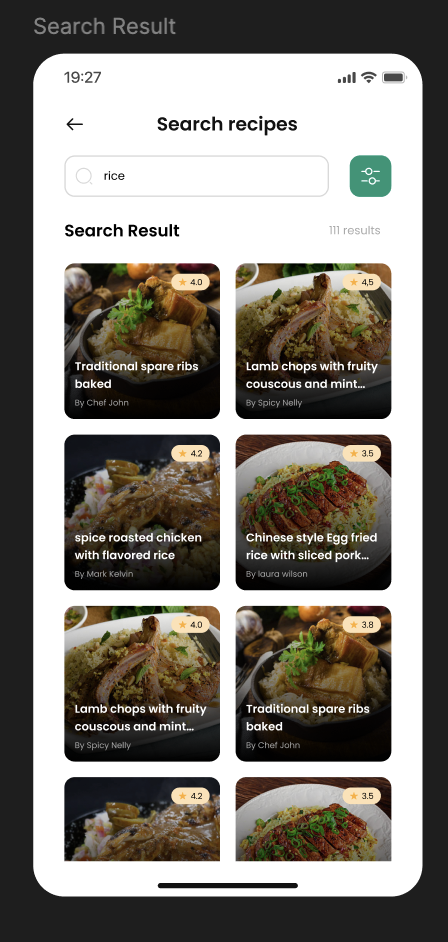 Search Result
19:27
Search recipes
rice
Search Result
111 results
4.0
Traditional spare ribs
baked
By Chef John
4,5
Lamb chops with fruity
couscous and mint...
By Spicy Nelly
4.2
spice roasted chicken
with flavored rice
By Mark Kelvin
3.5
Chinese style Egg fried
rice with sliced pork...
By laura wilson
4.0
Lamb chops with fruity
couscous and mint...
By Spicy Nelly
3.8
Traditional spare ribs
baked
By Chef John
4.2
3.5